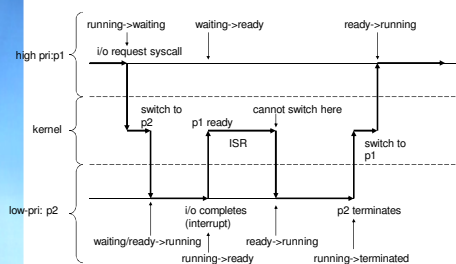 running->waiting
waiting->ready
ready->running
i/o request syscall
high pri:p1
switch to
p2
p1 ready
cannot switch here
kernel
ISR
switch to
p1
low-pri: p2
i/o completes
(interrupt)
p2 terminates
waiting/ready->running
ready->running
running->ready
running->terminated